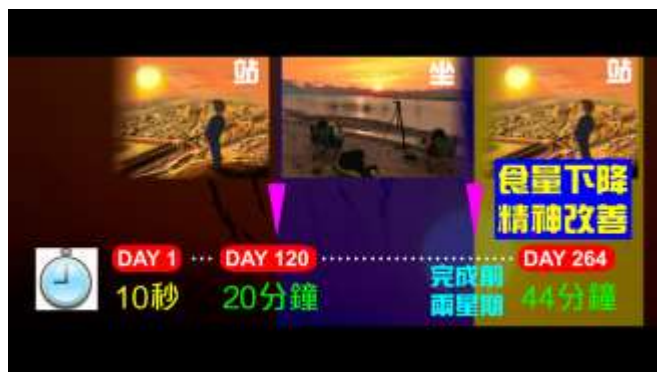 站
坐
站
食量下降
精神改善
DAY 1 ... DAY 120 ... DAY 264
10秒
20分鐘
完成前
兩星期
44分鐘